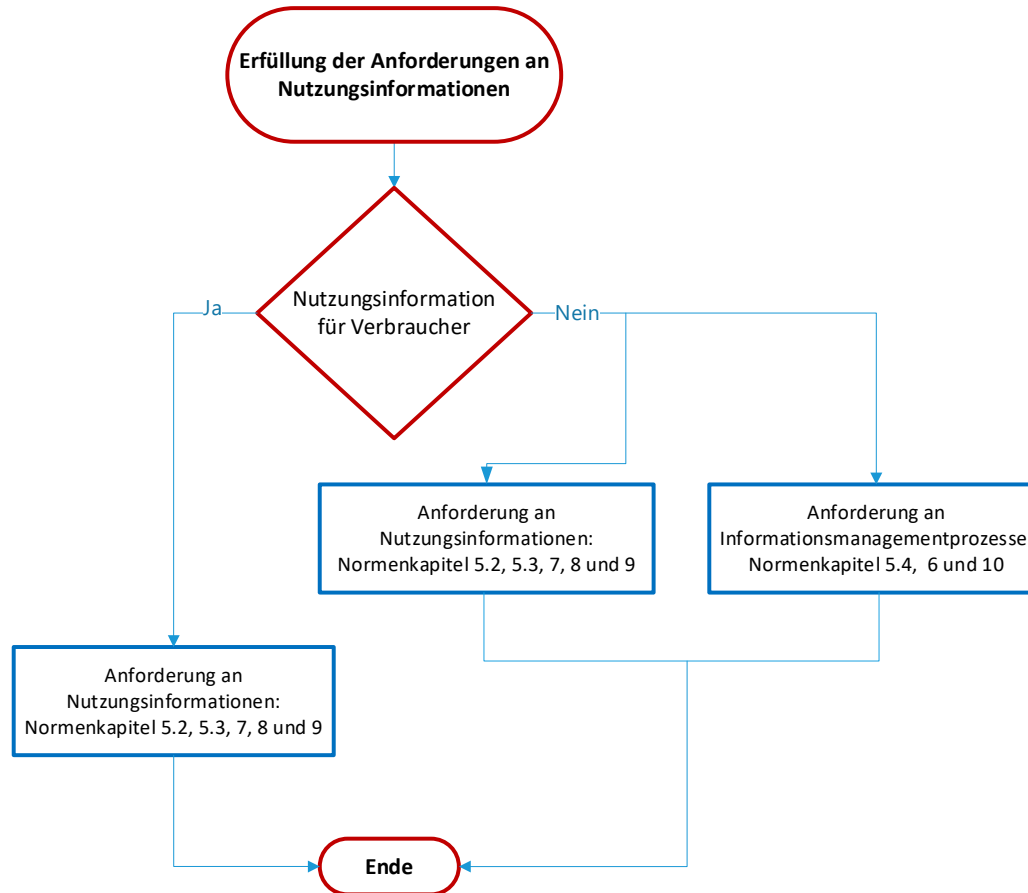 Erfüllung der Anforderungen an
Nutzungsinformationen
Nutzungsinformation
für Verbraucher
Ja
Nein
Anforderung an
Nutzungsinformationen:
Normenkapitel 5.2, 5.3, 7, 8 und 9
Anforderung an
Informationsmanagementprozesse
Normenkapitel 5.4, 6 und 10
Anforderung an
Nutzungsinformationen:
Normenkapitel 5.2, 5.3, 7, 8 und 9
Ende